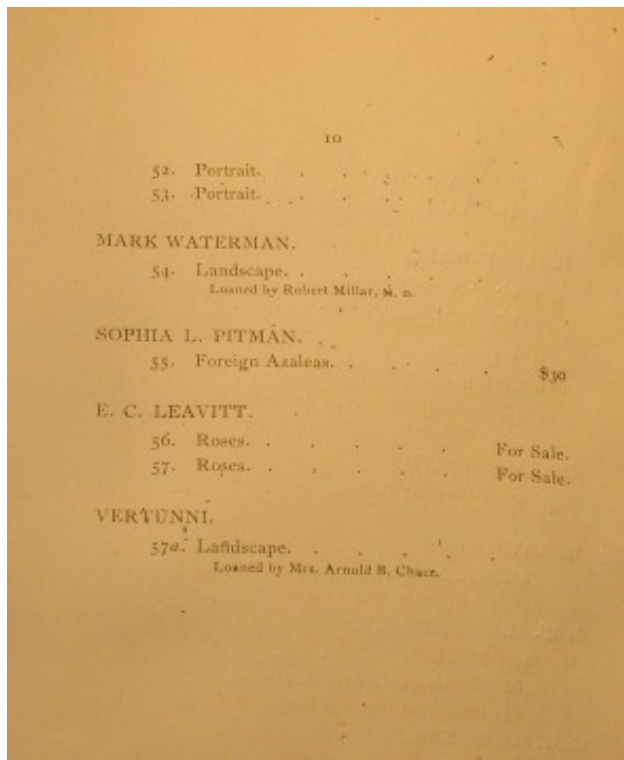 10
52. Portrait. . . . . .
53. Portrait. . . . . .
MARK WATERMAN.
54. Landscape. . . . . .
Loaned by Robert Millar, M. D.
SOPHIA L. PITMAN.
55. Foreign Azaleas. . . . . $30
E. C. LEAVITT.
56. Roses. . . . . . For Sale.
57. Roses. . . . . . For Sale.
VERTUNNI.
57a. Landscape. . . . . .
Loaned by Mrs. Arnold B. Chace.